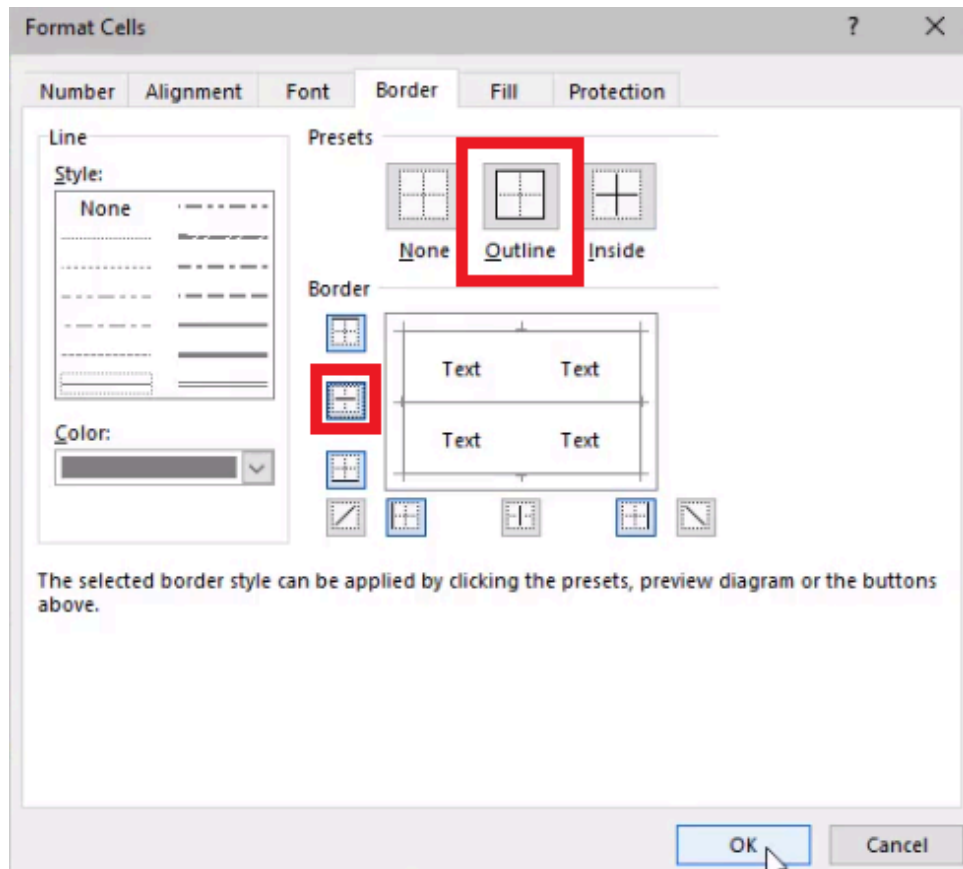 Format Cells ?
Number Alignment Font Border Fill Protection
Line
Style:
None
Color:
Presets
None Outline Inside
Border
Text Text
Text Text
The selected border style can be applied by clicking the presets, preview diagram or the buttons
above.
OK Cancel